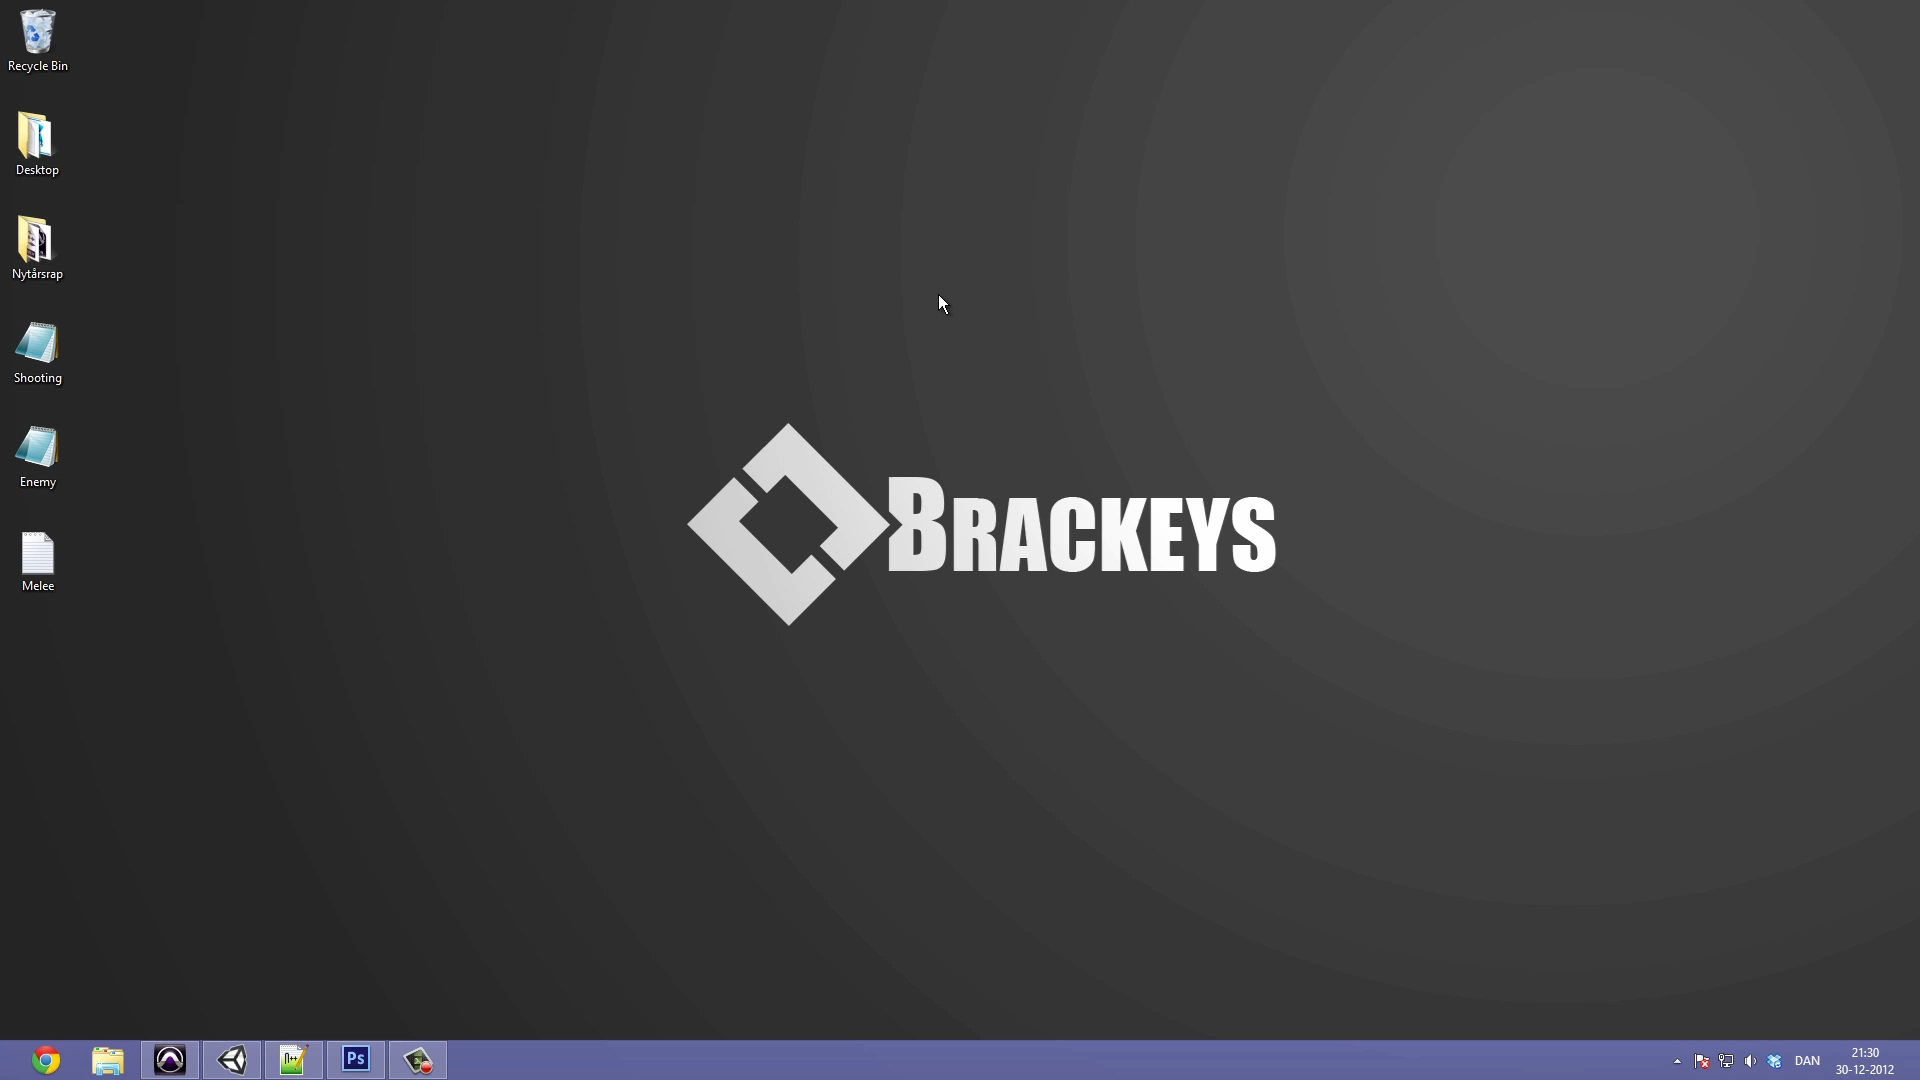 Recycle Bin
Desktop
Nytårsrap
Shooting
Enemy
Melee
BRACKEYS
Ps
DAN
21:30
30-12-2012